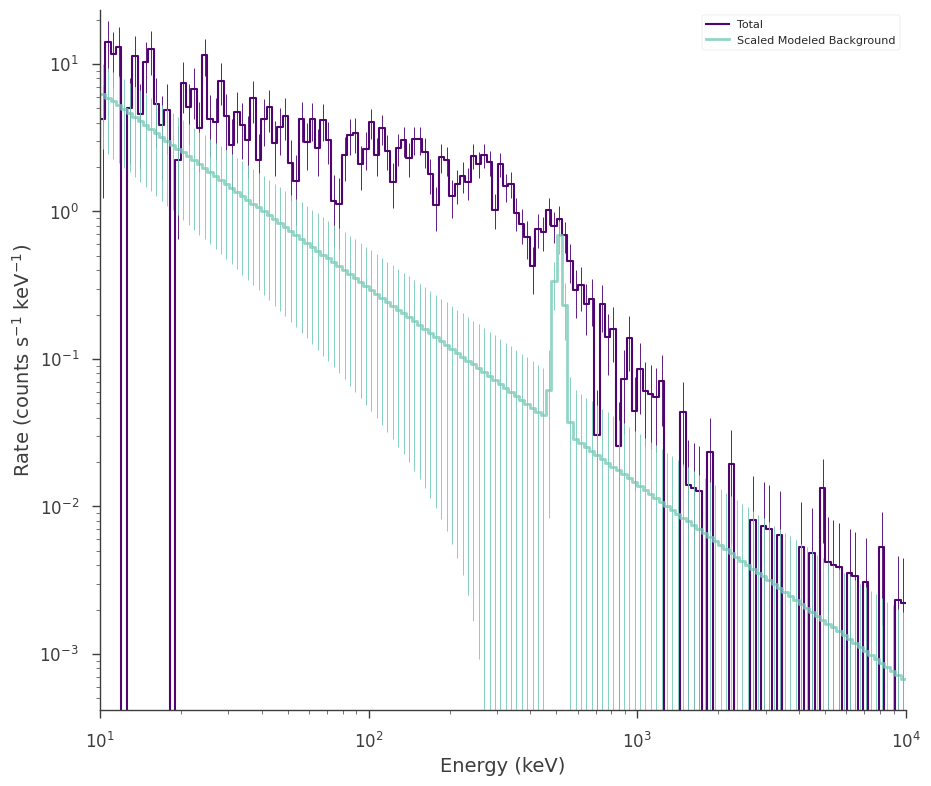 Total
Scaled Modeled Background
Rate (counts s⁻¹ keV⁻¹)
10¹
10⁰
10⁻¹
10⁻²
10⁻³
10¹ 10² 10³ 10⁴
Energy (keV)